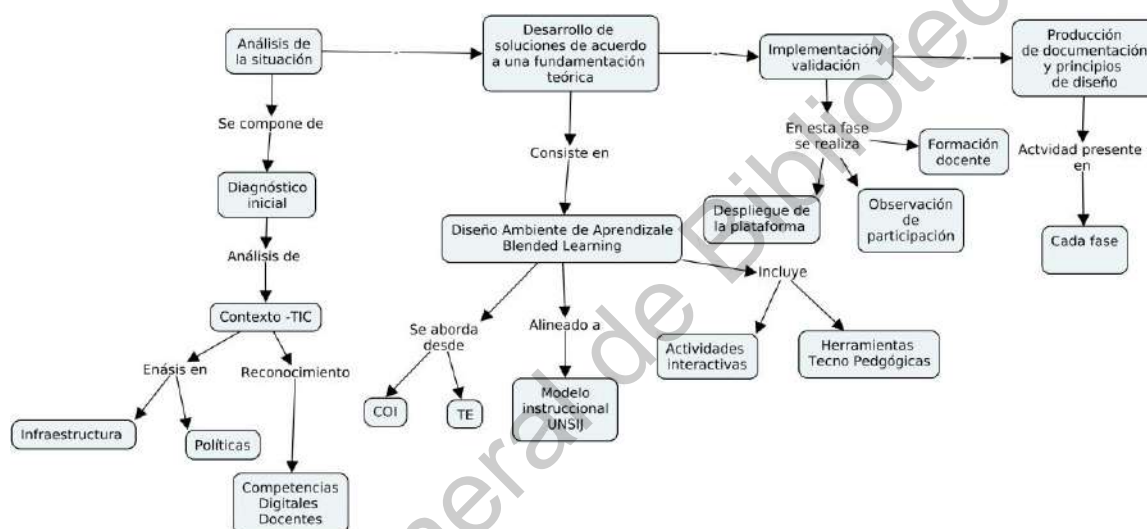 Análisis de
la situación
-
Desarrollo de
soluciones de acuerdo
a una fundamentación
teórica
-
Implementación/
validación
Producción
de documentación
y principios
de diseño
Se compone de
Diagnóstico
inicial
Análisis de
Contexto -TIC
Enásis en
Reconocimiento
Infraestructura
Políticas
Competencias
Digitales
Docentes
Consiste en
Diseño Ambiente de Aprendizale
Blended Learning
Se aborda
desde
COI
TE
Alineado a
Modelo
instruccional
UNSIJ
Incluye
Actividades
interactivas
Herramientas
Tecno Pedgógicas
En esta fase
se realiza
Formación
docente
Despliegue de
la plataforma
Observación
de
participación
Actvidad presente
en
Cada fase
neral de Bibliotec